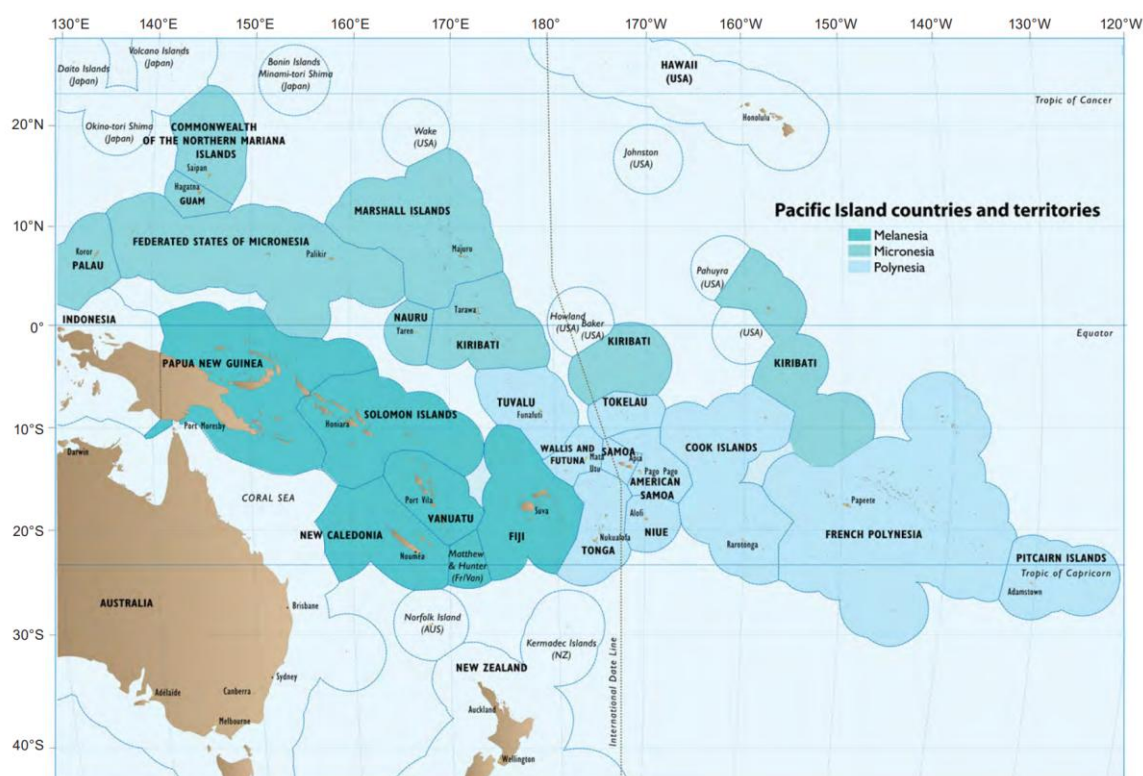 130°E
140°E
150°E
160°E
170°E
180°
170°W
160°W
150°W
140°W
130°W
120°W
Daito Islands
(Japan)
Volcano Islands
(Japan)
Bonin Islands
Minami-tori Shima
(Japan)
HAWAII
(USA)
Tropic of Cancer
Honolulu
20°N
Okino-tori Shima
(Japan)
COMMONWEALTH
OF THE NORTHERN MARIANA
ISLANDS
Saipan
Hagatna
GUAM
Wake
(USA)
Johnston
(USA)
MARSHALL ISLANDS
Majuro
Pacific Island countries and territories
Melanesia
Micronesia
Polynesia
10°N
FEDERATED STATES OF MICRONESIA
Palikir
Koror
PALAU
Pahuyra
(USA)
INDONESIA
0°
NAURU
Yaren
Tarawa
KIRIBATI
Howland
(USA)
Baker
(USA)
KIRIBATI
(USA)
KIRIBATI
Equator
PAPUA NEW GUINEA
Port Moresby
SOLOMON ISLANDS
Honiara
TUVALU
Funafuti
TOKELAU
10°S
Darwin
CORAL SEA
WALLIS AND
FUTUNA
Mata
Utu
SAMOA
Apia
Pago Pago
AMERICAN
SAMOA
COOK ISLANDS
Port Vila
VANUATU
Suva
FIJI
Alofi
NIUE
Papeete
20°S
NEW CALEDONIA
Noumea
Matthew
& Hunter
(Fr/Van)
Nukualofa
TONGA
Rarotonga
FRENCH POLYNESIA
PITCAIRN ISLANDS
Tropic of Capricorn
Adamstown
AUSTRALIA
Brisbane
Norfolk Island
(AUS)
Kermadec Islands
(NZ)
30°S
NEW ZEALAND
International Date Line
Sydney
Adelaide
Canberra
Melbourne
Auckland
40°S
Wellington